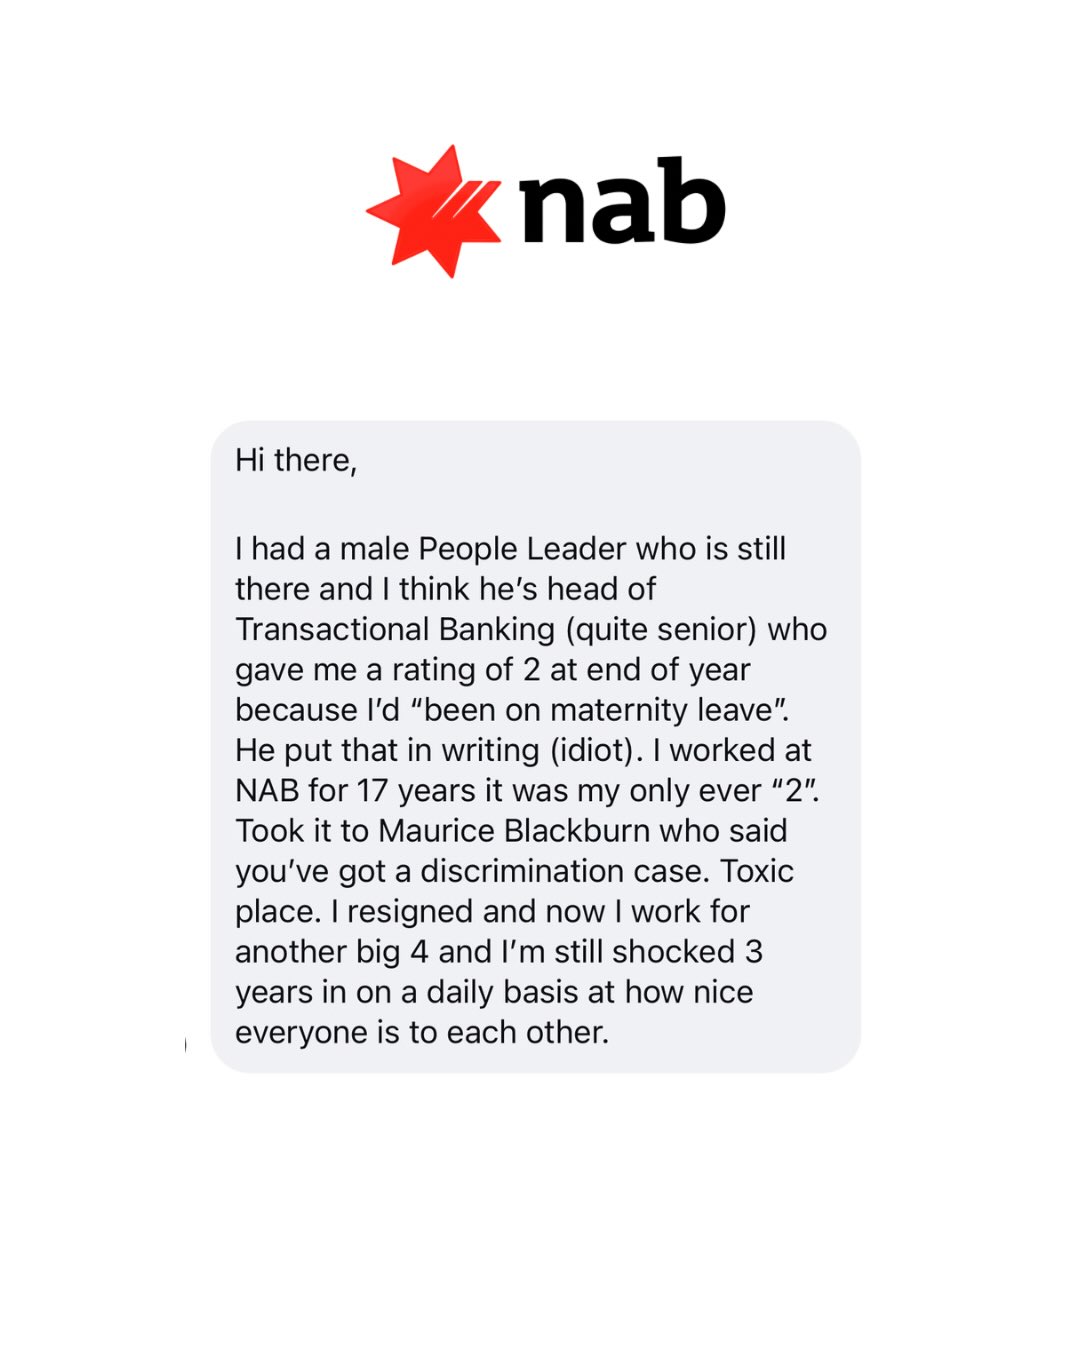 nab
Hi there,
I had a male People Leader who is still
there and I think he’s head of
Transactional Banking (quite senior) who
gave me a rating of 2 at end of year
because I’d “been on maternity leave”.
He put that in writing (idiot). I worked at
NAB for 17 years it was my only ever “2”.
Took it to Maurice Blackburn who said
you’ve got a discrimination case. Toxic
place. I resigned and now I work for
another big 4 and I’m still shocked 3
years in on a daily basis at how nice
everyone is to each other.